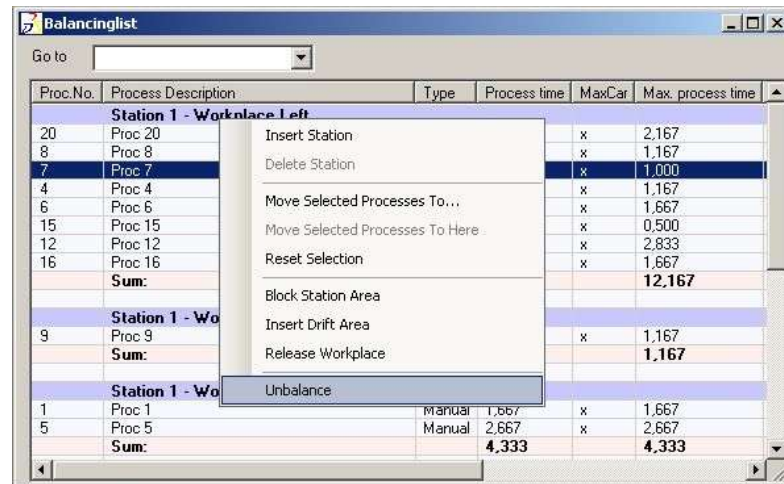 Balancinglist
Go to
Proc.No. Process Description Type Process time MaxCar Max. process time
Station 1 - Workplace Left
20 Proc 20 x 2,167
8 Proc 8 x 1,167
7 Proc 7 x 1,000
4 Proc 4 x 1,167
6 Proc 6 x 1,667
15 Proc 15 x 0,500
12 Proc 12 x 2,833
16 Proc 16 x 1,667
Sum: 12,167
Station 1 - Wo
9 Proc 9 x 1,167
Sum: 1,167
Station 1 - Wo
1 Proc 1 Manual 1,667 x 1,667
5 Proc 5 Manual 2,667 x 2,667
Sum: 4,333 4,333
Insert Station
Delete Station
Move Selected Processes To...
Move Selected Processes To Here
Reset Selection
Block Station Area
Insert Drift Area
Release Workplace
Unbalance